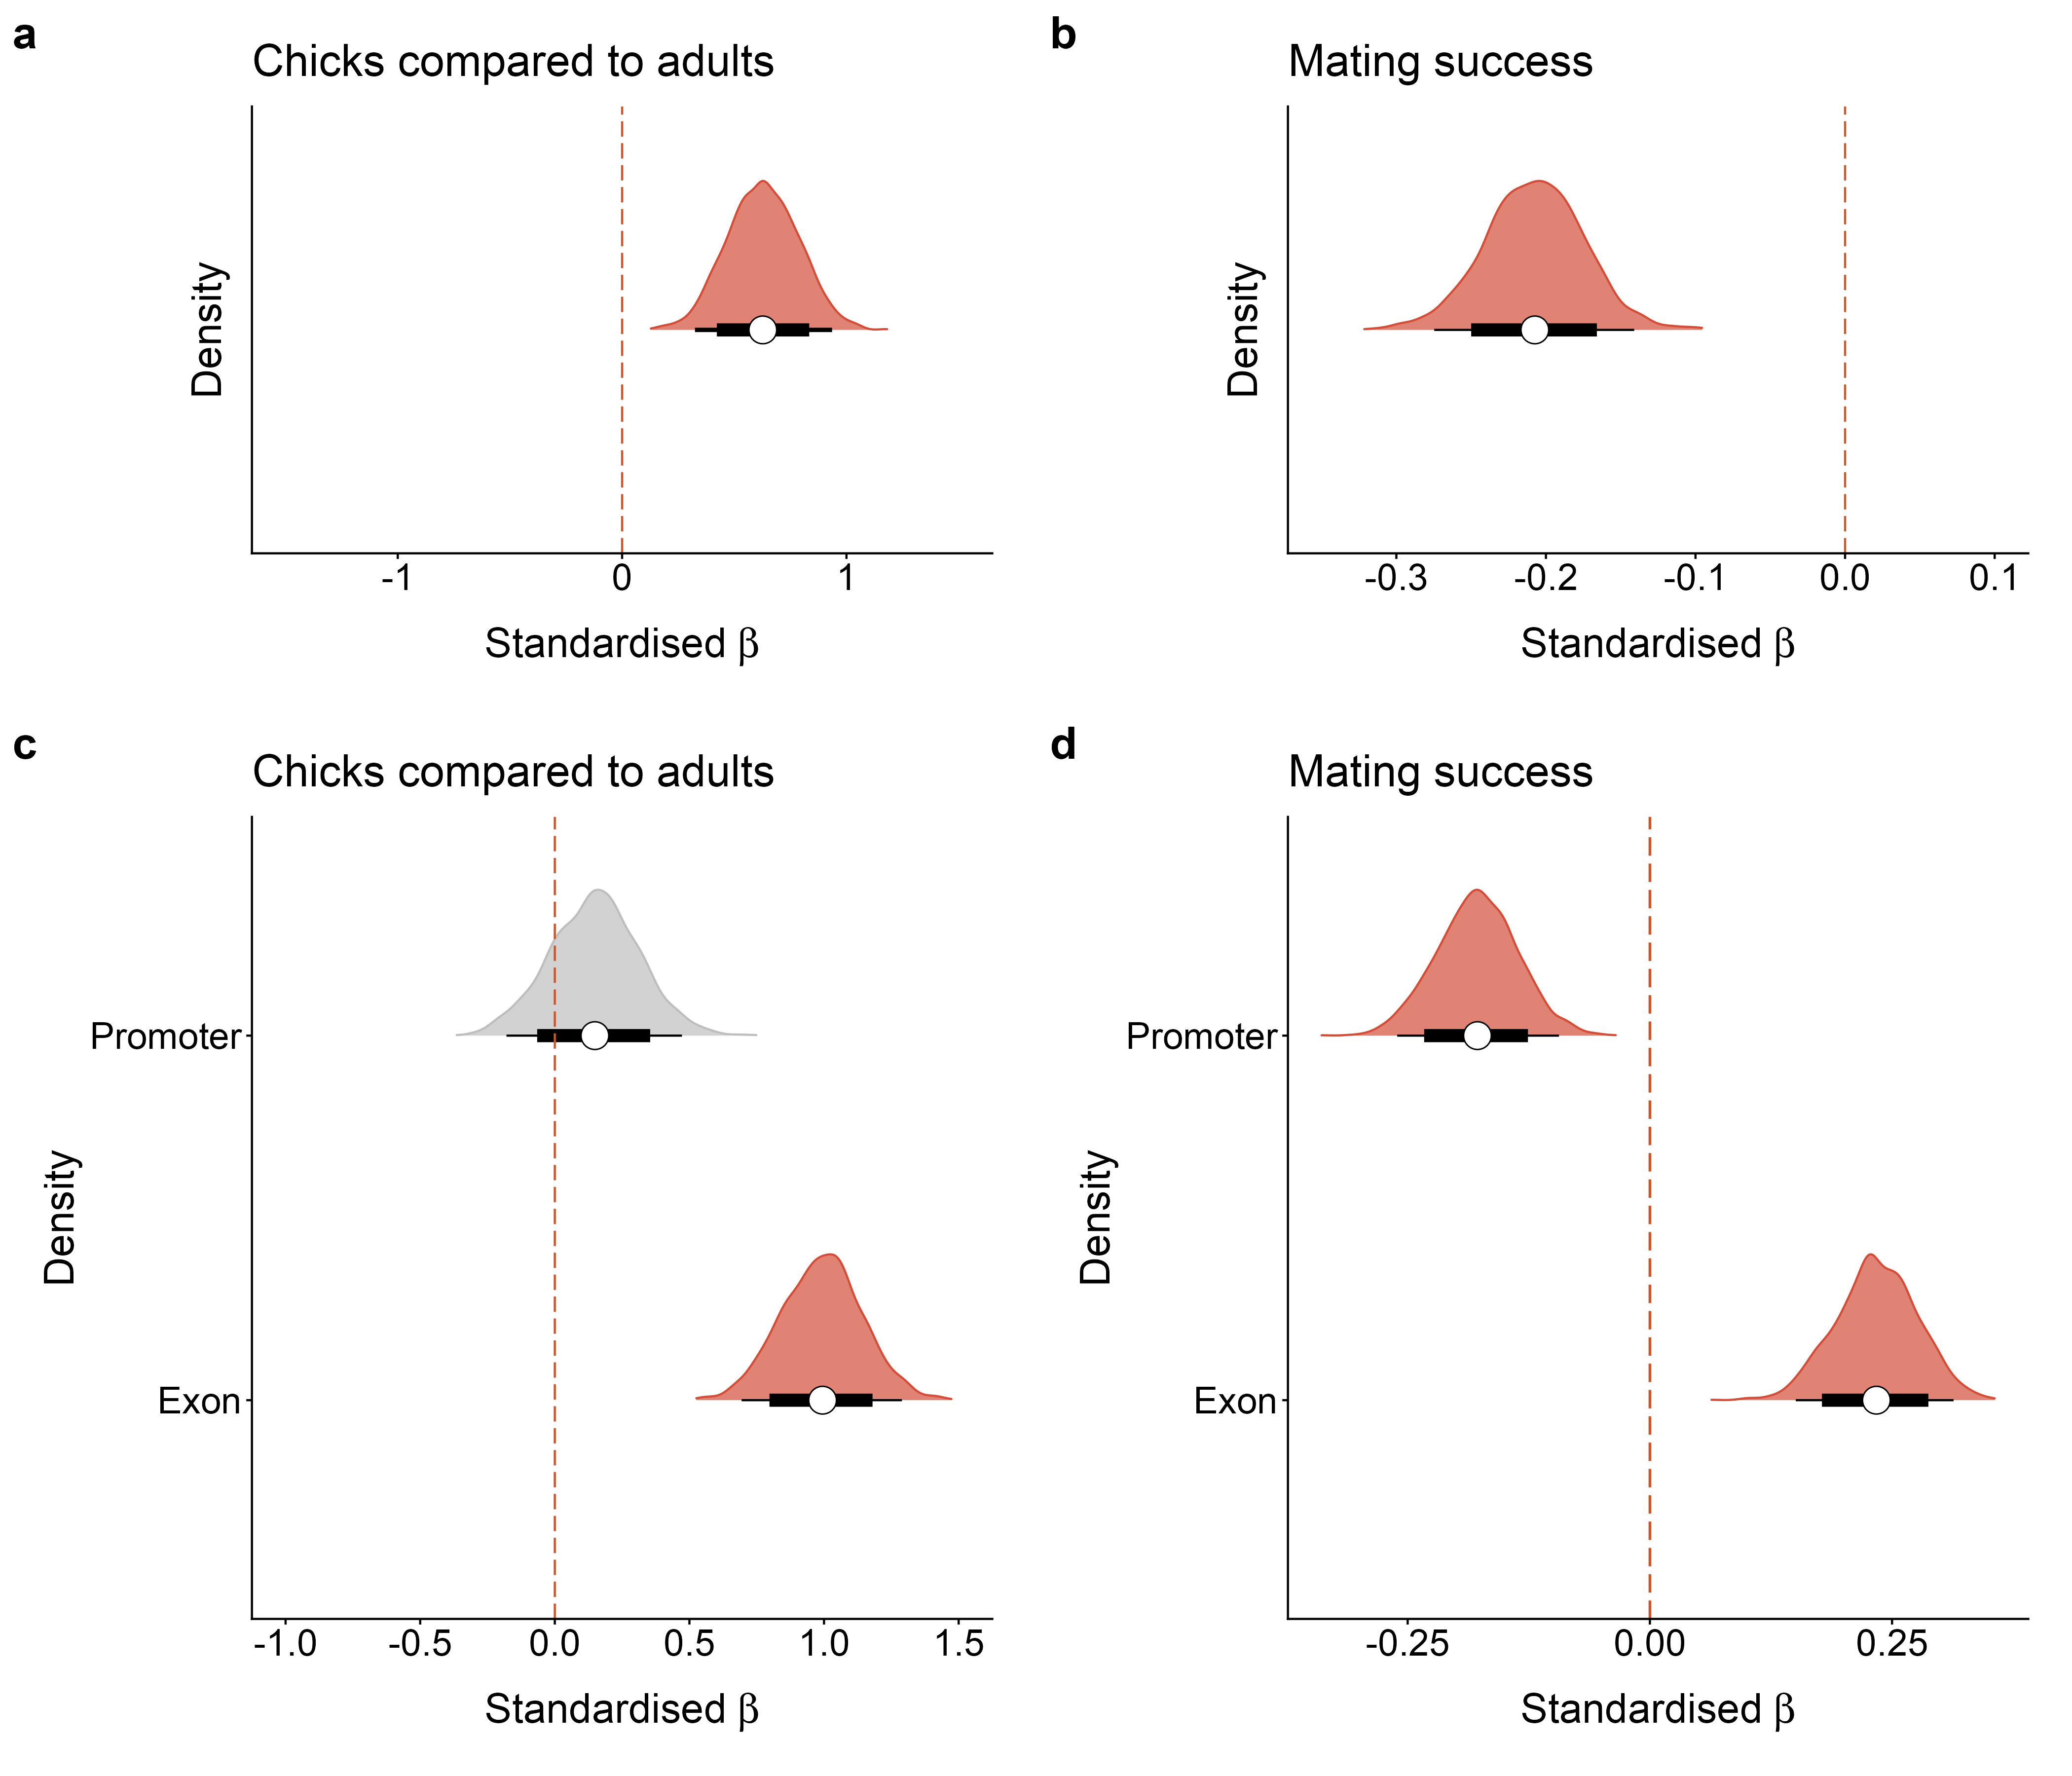 a
Chicks compared to adults
Density
-1 0 1
Standardised β
b
Mating success
Density
-0.3 -0.2 -0.1 0.0 0.1
Standardised β
c
Chicks compared to adults
Density
Promoter
Exon
-1.0 -0.5 0.0 0.5 1.0 1.5
Standardised β
d
Mating success
Density
Promoter
Exon
-0.25 0.00 0.25
Standardised β